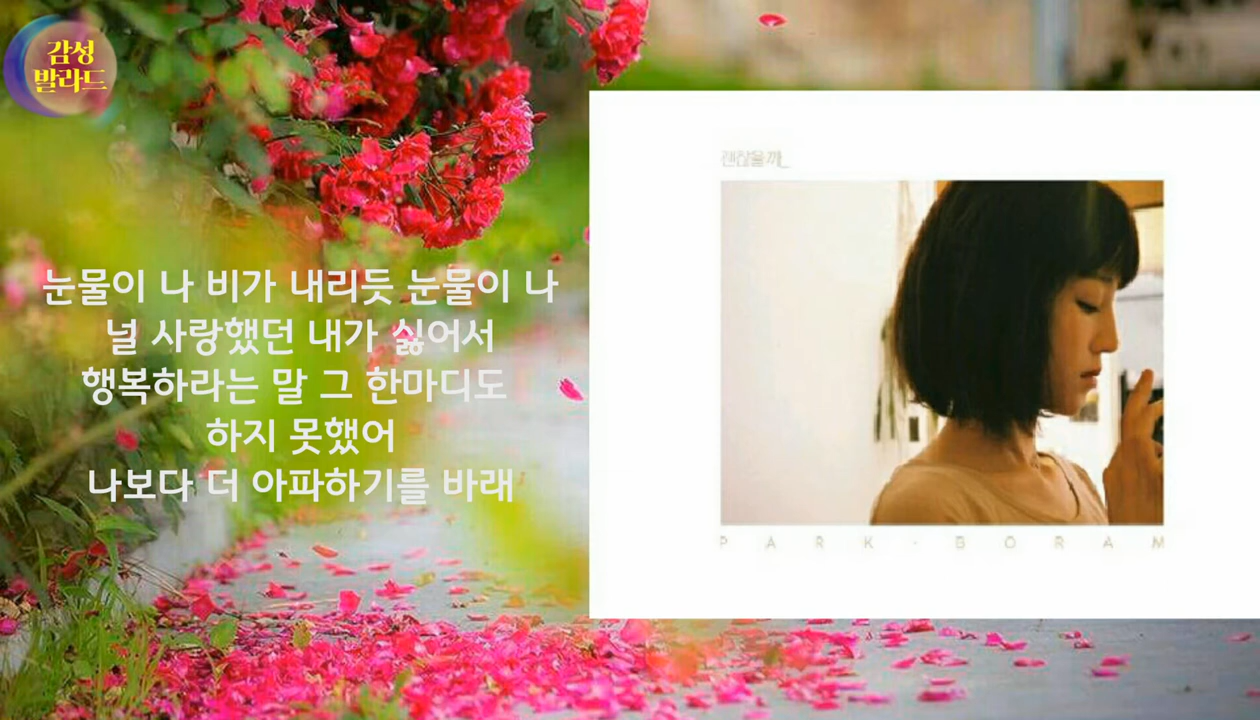 감성
발라드
괜찮을까_
눈물이 나 비가 내리듯 눈물이 나
널 사랑했던 내가 싫어서
행복하라는 말 그 한마디도
하지 못했어
나보다 더 아파하기를 바래
PARK·BORAM